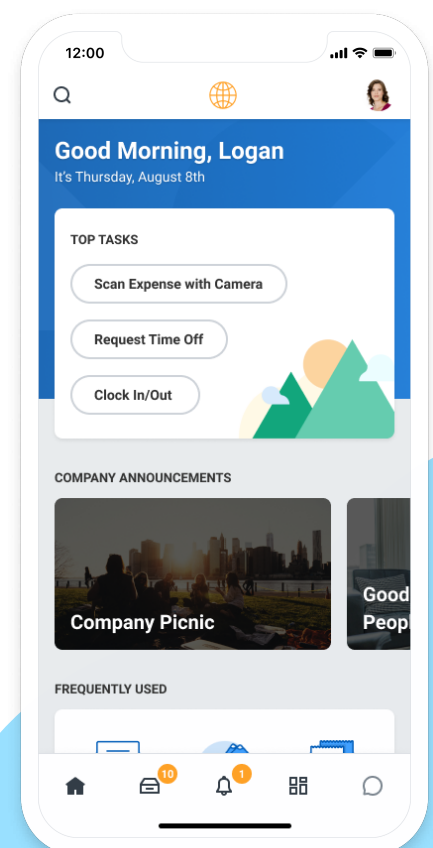 12:00
Good Morning, Logan
It's Thursday, August 8th
TOP TASKS
Scan Expense with Camera
Request Time Off
Clock In/Out
COMPANY ANNOUNCEMENTS
Company Picnic
Good
FREQUENTLY USED
10
1